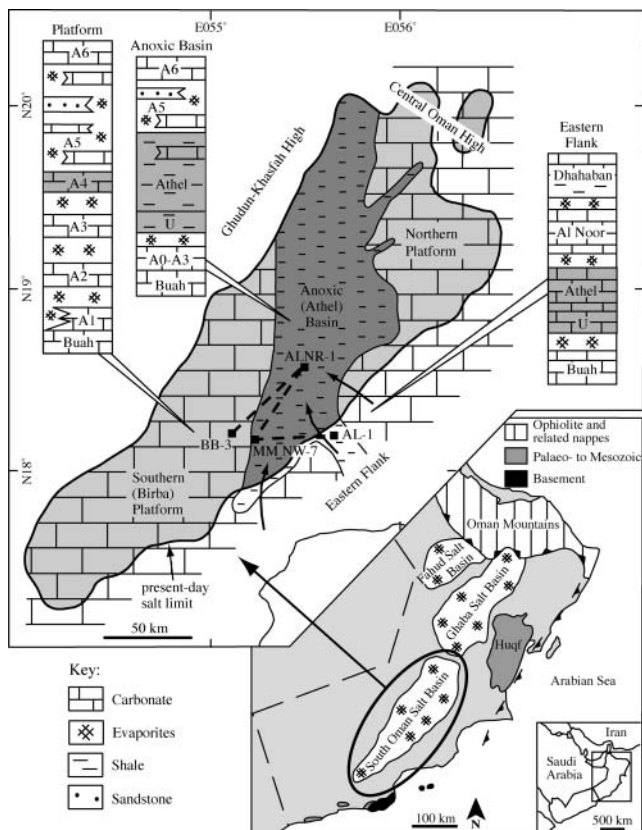 Platform
A6
A5
A4
A3
A2
A1
Buah
Anoxic Basin
A6
A5
Athel
U
A0-A3
Buah
E055°
E056°
N20°
N19°
N18°
Ghudun-Khasfah High
Central Oman High
Northern
Platform
Anoxic
(Athel)
Basin
ALNR-1
BB-3
MM NW-7
AL-1
Eastern Flank
Southern
(Birba)
Platform
present-day
salt limit
50 km
Eastern
Flank
Dhahaban
Al Noor
Athel
U
Buah
Ophiolite and
related nappes
Palaeo- to Mesozoic
Basement
Oman Mountains
Fahud Salt
Basin
Ghaba Salt Basin
Huqf
South Oman Salt Basin
Arabian Sea
100 km
N
Iran
Saudi
Arabia
500 km
Key:
Carbonate
Evaporites
Shale
Sandstone